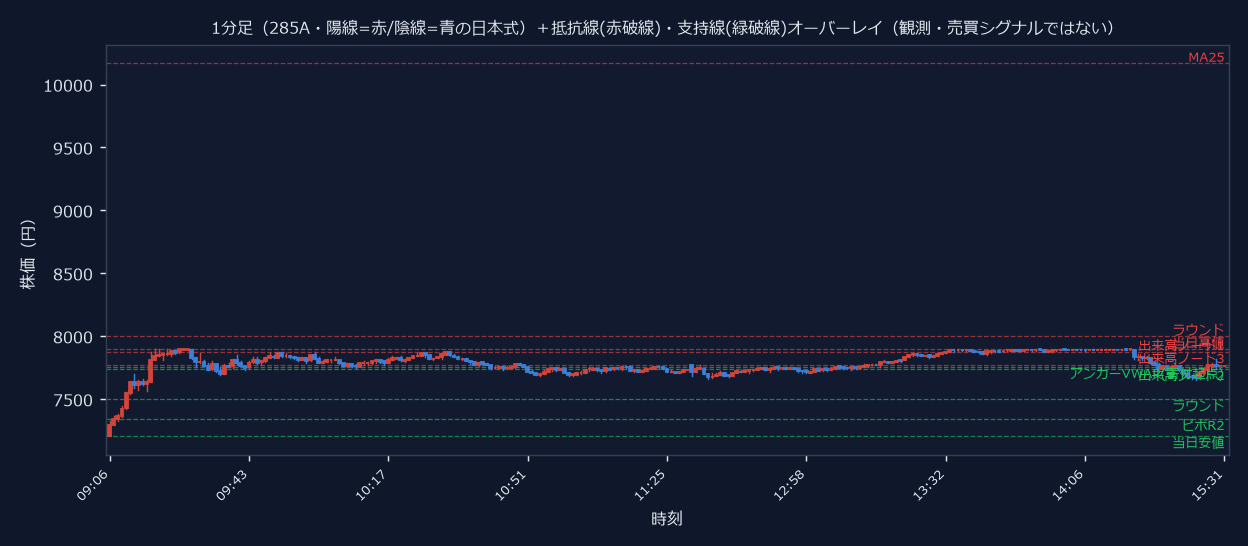 1分足（285A・陽線=赤/陰線=青の日本式）＋抵抗線(赤破線)・支持線(緑破線)オーバーレイ（観測・売買シグナルではない）
MA25
10000
9500
9000
株価（円）
8500
8000
ラウンド
出来高ノード3
7500
ラウンド
ピボR2
当日安値
09:06
09:43
10:17
10:51
11:25
12:58
13:32
14:06
15:31
時刻